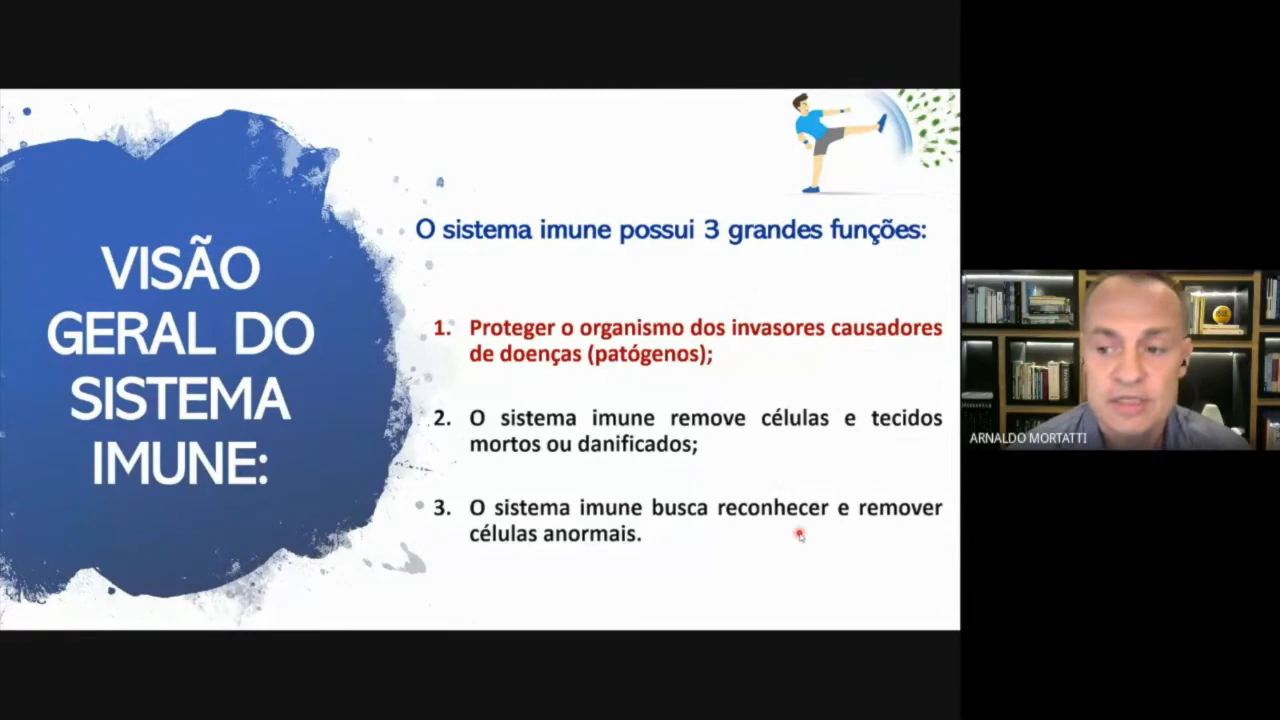 VISÃO
GERAL DO
SISTEMA
IMUNE:
O sistema imune possui 3 grandes funções:
1. Proteger o organismo dos invasores causadores
de doenças (patógenos);
2. O sistema imune remove células e tecidos
mortos ou danificados;
3. O sistema imune busca reconhecer e remover
células anormais.
ARNALDO MORTATTI